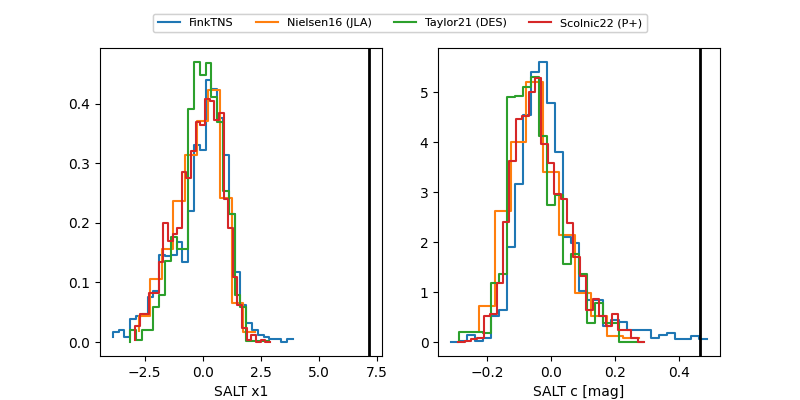 FinkTNS Nielsen16 (JLA) Taylor21 (DES) Scolnic22 (P+)
0.4
0.3
0.2
0.1
0.0
−2.5 0.0 2.5 5.0 7.5
SALT x1
5
4
3
2
1
0
−0.2 0.0 0.2 0.4
SALT c [mag]